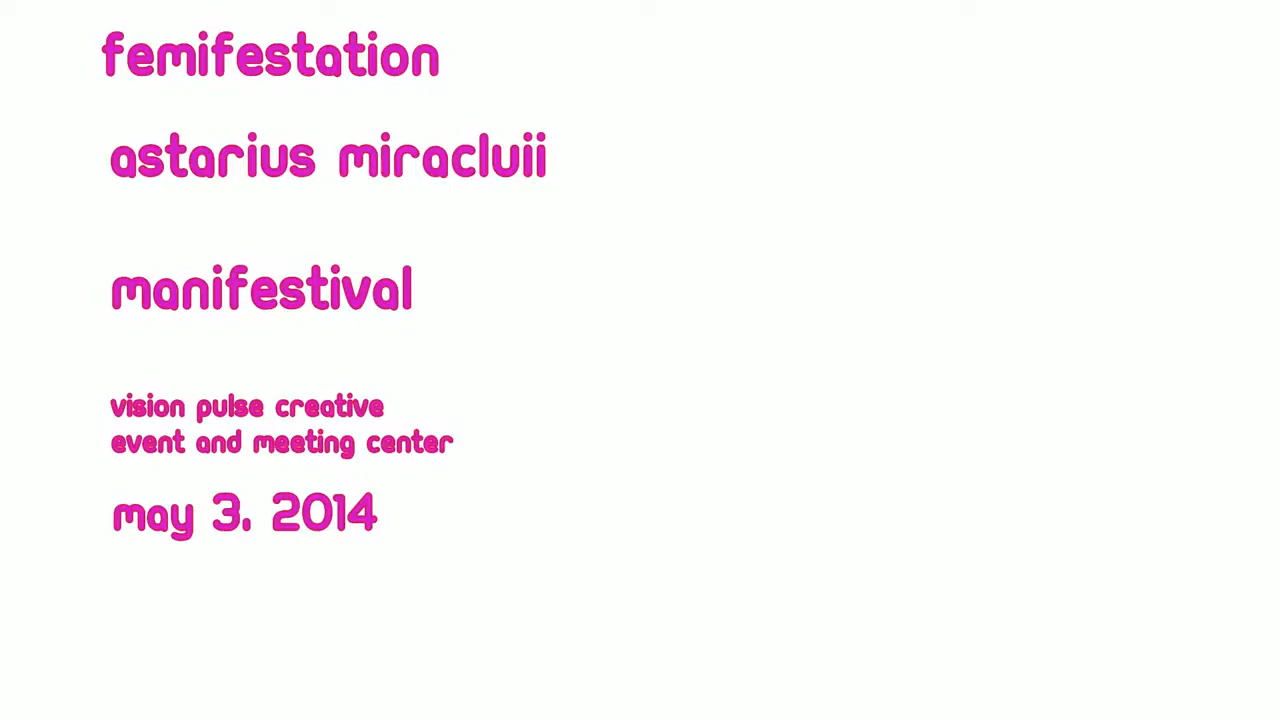 femifestation
astarius miracluii
manifestival
vision pulse creative
event and meeting center
may 3, 2014